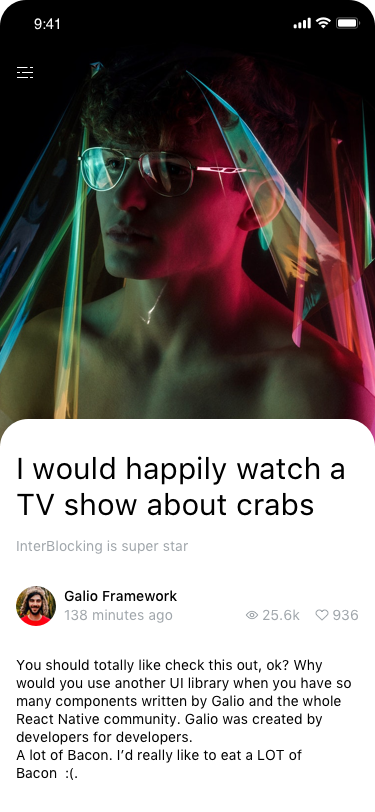 9:41
I would happily watch a
TV show about crabs
InterBlocking is super star
Galio Framework
138 minutes ago
25.6k
936
You should totally like check this out, ok? Why
would you use another UI library when you have so
many components written by Galio and the whole
React Native community. Galio was created by
developers for developers.
A lot of Bacon. I’d really like to eat a LOT of
Bacon  :(.